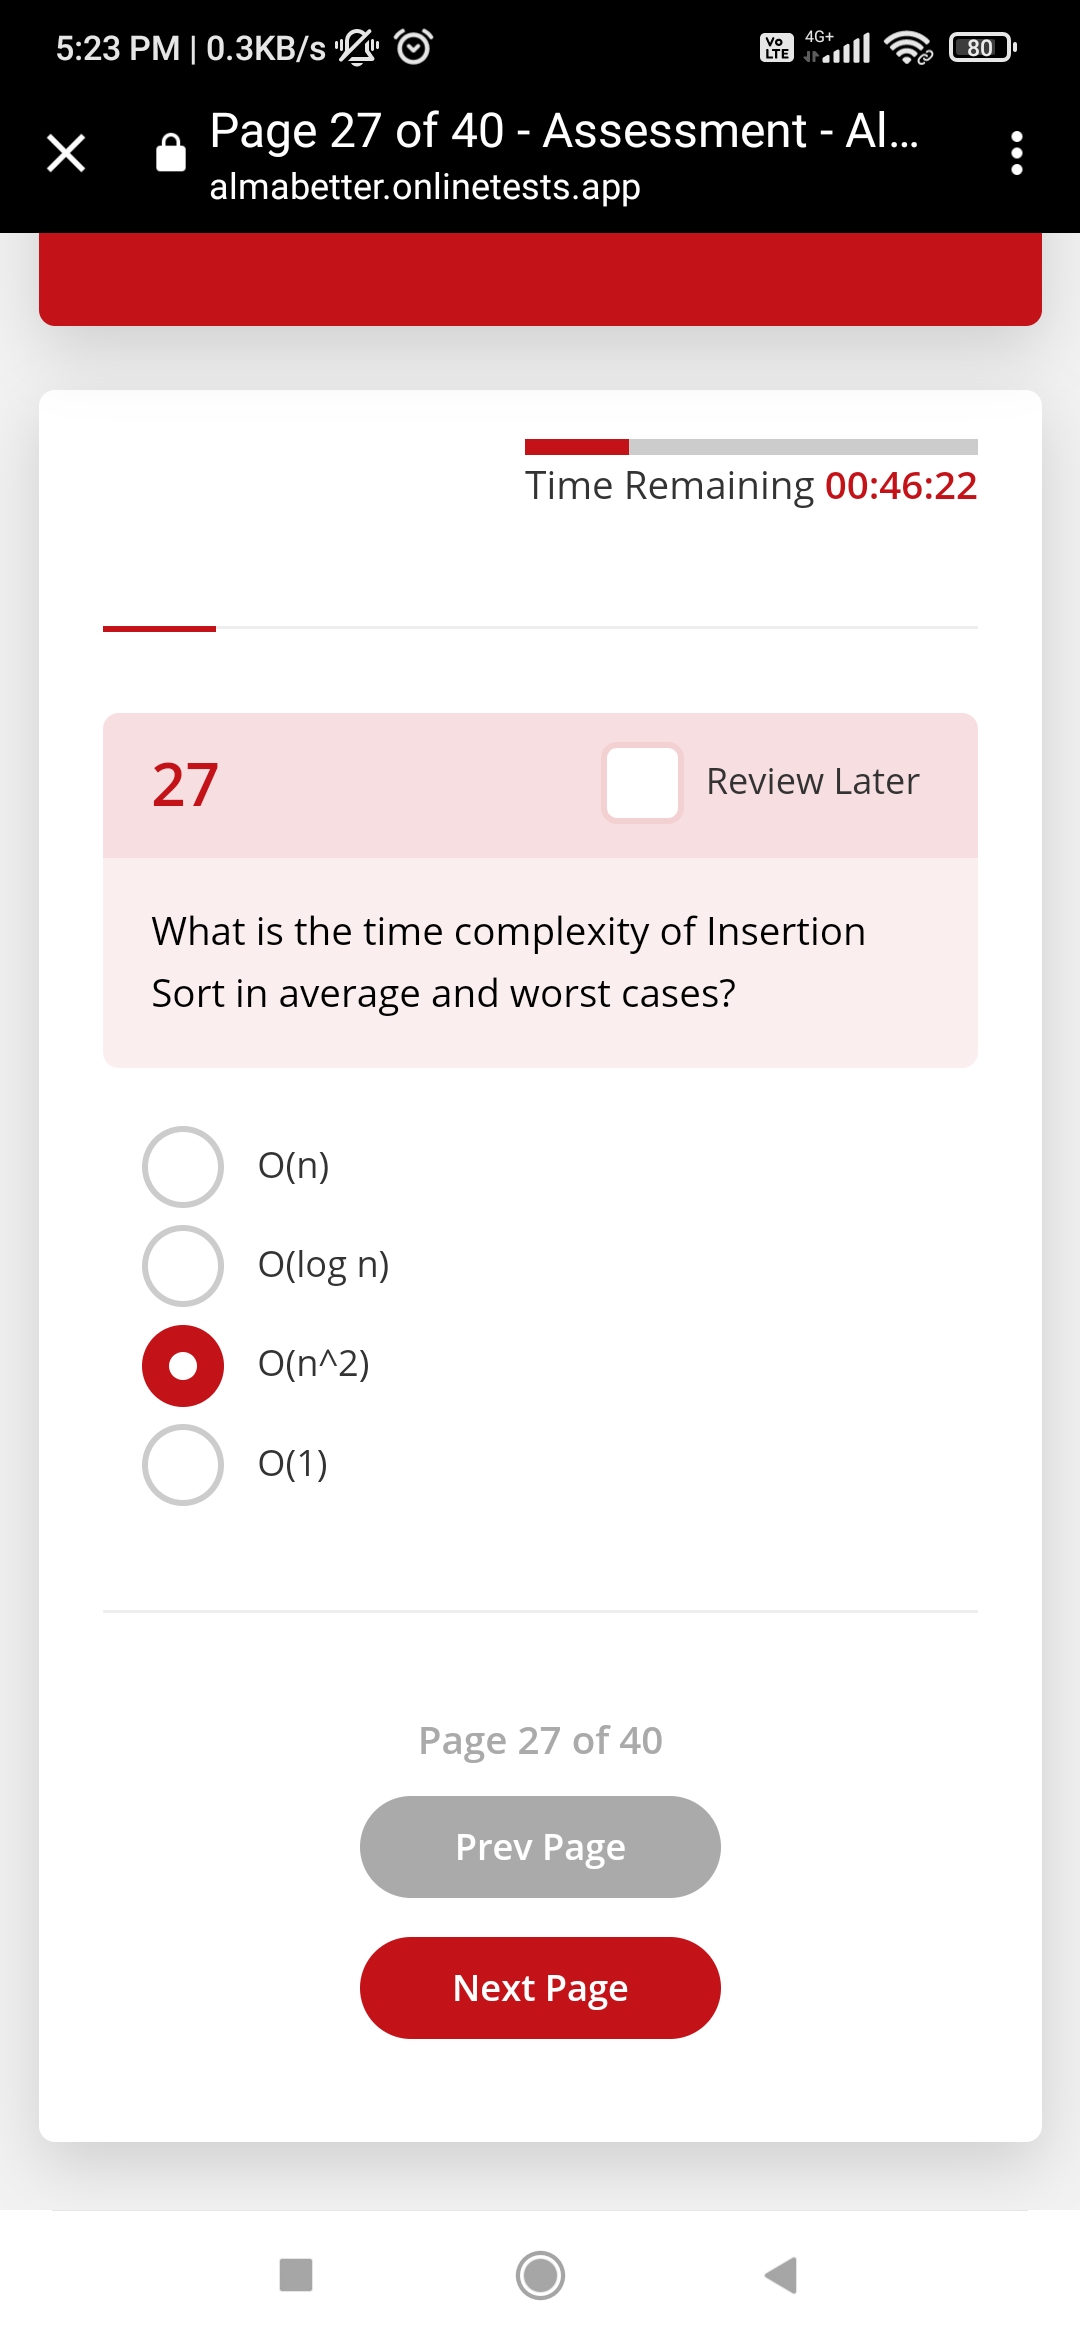 5:23 PM | 0.3KB/s Vo LTE 4G+ 80
Page 27 of 40 - Assessment - Al...
almabetter.onlinetests.app
Time Remaining 00:46:22
27 Review Later
What is the time complexity of Insertion
Sort in average and worst cases?
O(n)
O(log n)
O(n^2)
O(1)
Page 27 of 40
Prev Page
Next Page